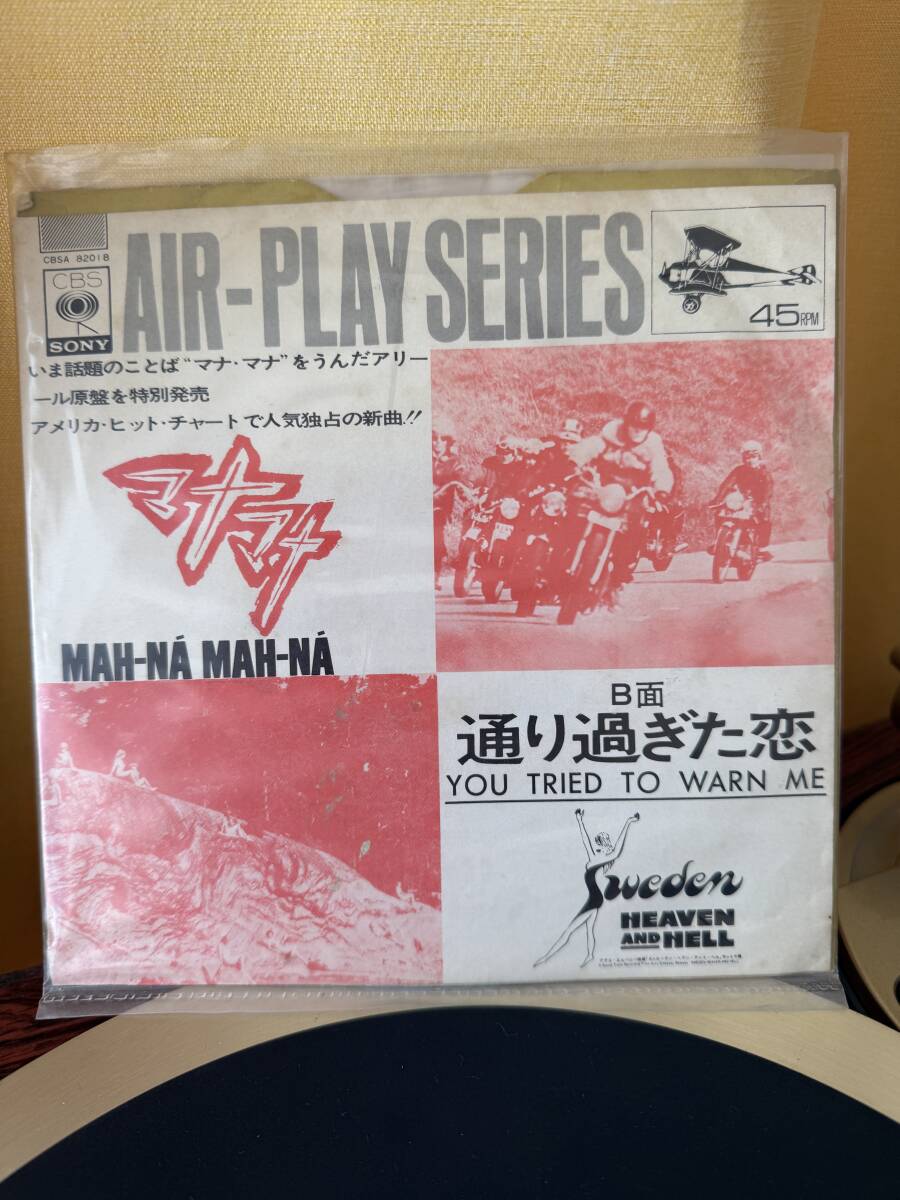 CBSA 82018
CBS
SONY
AIR-PLAY SERIES
45RPM
いま話題のことば“マナ・マナ”をうんだアリー
ール原盤を特別発売
アメリカ・ヒット・チャートで人気独占の新曲!!
マナマナ
MAH-NÁ MAH-NÁ
B面
通り過ぎた恋
YOU TRIED TO WARN ME
Sweden
HEAVEN
AND HELL